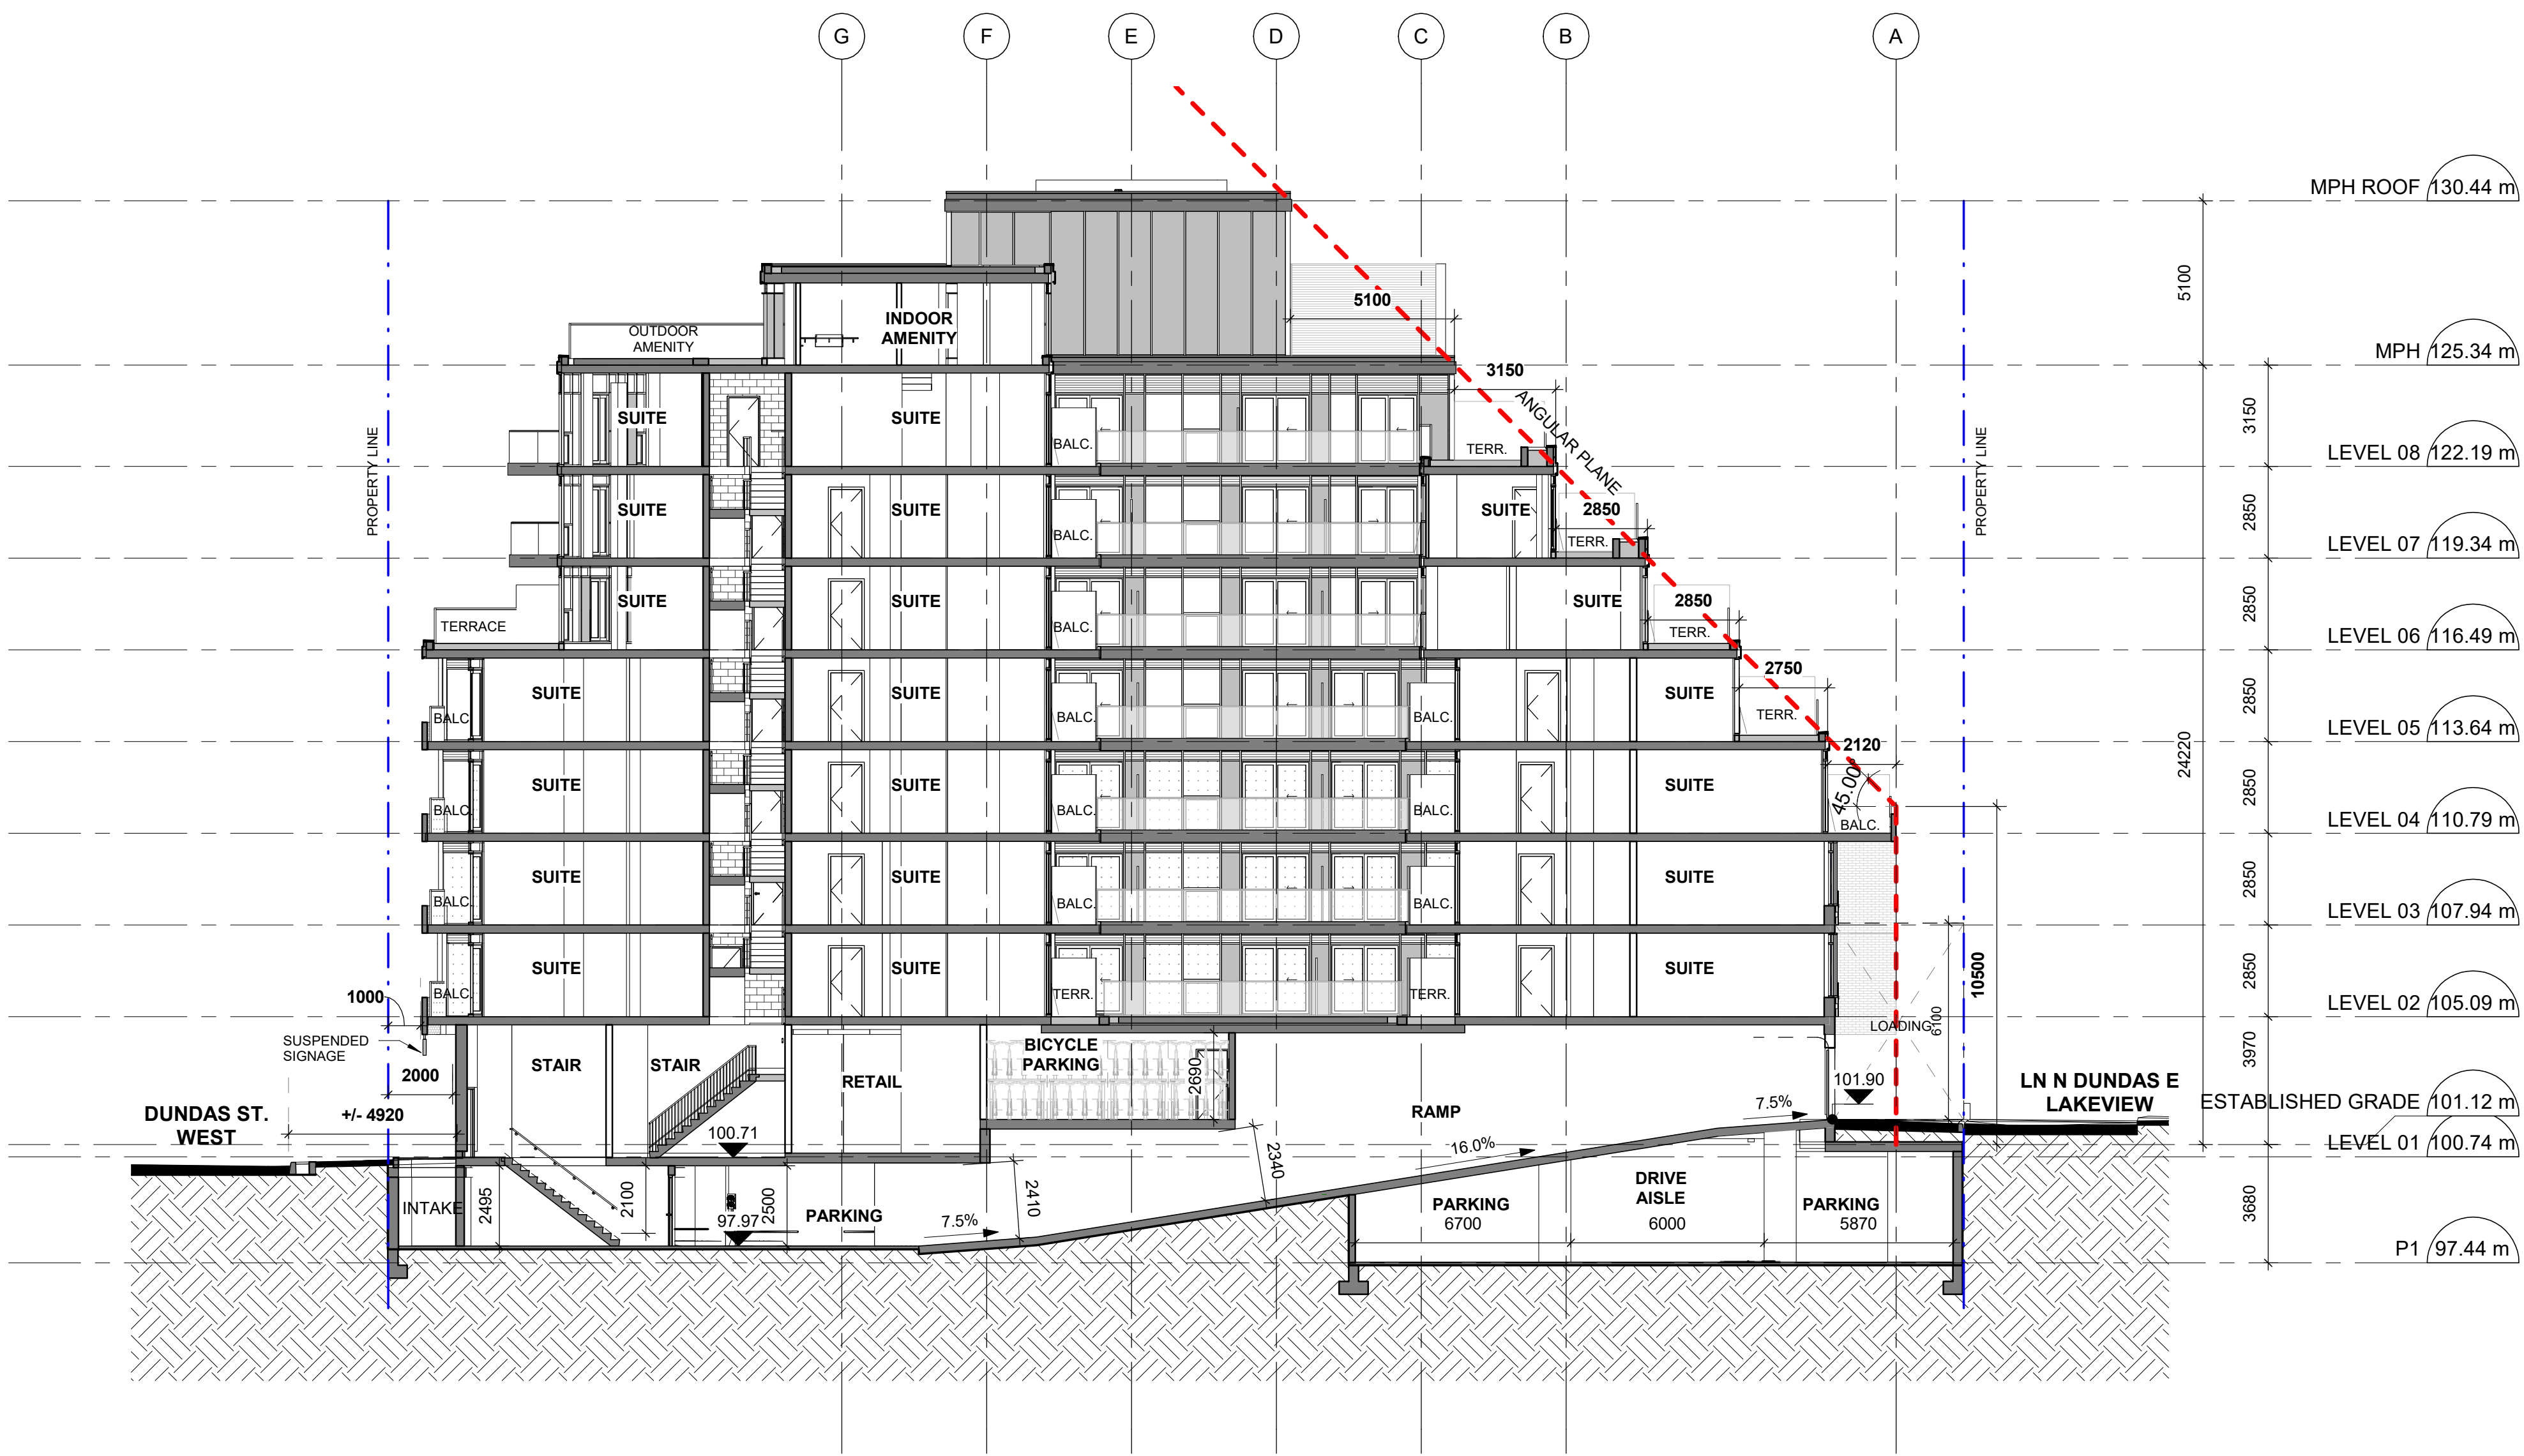 G F E D C B A
MPH ROOF 130.44 m
5100
5100
INDOOR
AMENITY
OUTDOOR
AMENITY
MPH 125.34 m
3150
ANGULAR PLANE
3150
SUITE SUITE BALC. TERR.
PROPERTY LINE
PROPERTY LINE
LEVEL 08 122.19 m
2850
2850
SUITE SUITE BALC. SUITE TERR.
LEVEL 07 119.34 m
2850
2850
SUITE SUITE BALC. SUITE TERR.
TERRACE
LEVEL 06 116.49 m
2750
2850
SUITE SUITE SUITE
BALC. BALC. BALC. TERR.
LEVEL 05 113.64 m
2120
24220
45.00°
2850
SUITE SUITE SUITE
BALC. BALC. BALC. BALC.
LEVEL 04 110.79 m
2850
SUITE SUITE SUITE
BALC. BALC. BALC.
LEVEL 03 107.94 m
10500
2850
SUITE SUITE SUITE
BALC. TERR. TERR.
1000
LEVEL 02 105.09 m
LOADING
6100
SUSPENDED
SIGNAGE
STAIR STAIR
BICYCLE
PARKING
2690
3970
2000
RETAIL
101.90
LN N DUNDAS E
LAKEVIEW
DUNDAS ST.
WEST
+/- 4920
RAMP
7.5%
ESTABLISHED GRADE 101.12 m
100.71
16.0%
LEVEL 01 100.74 m
2340
INTAKE
2495
2100
97.97
2500
PARKING
7.5%
2410
PARKING
6700
DRIVE
AISLE
6000
PARKING
5870
3680
P1 97.44 m